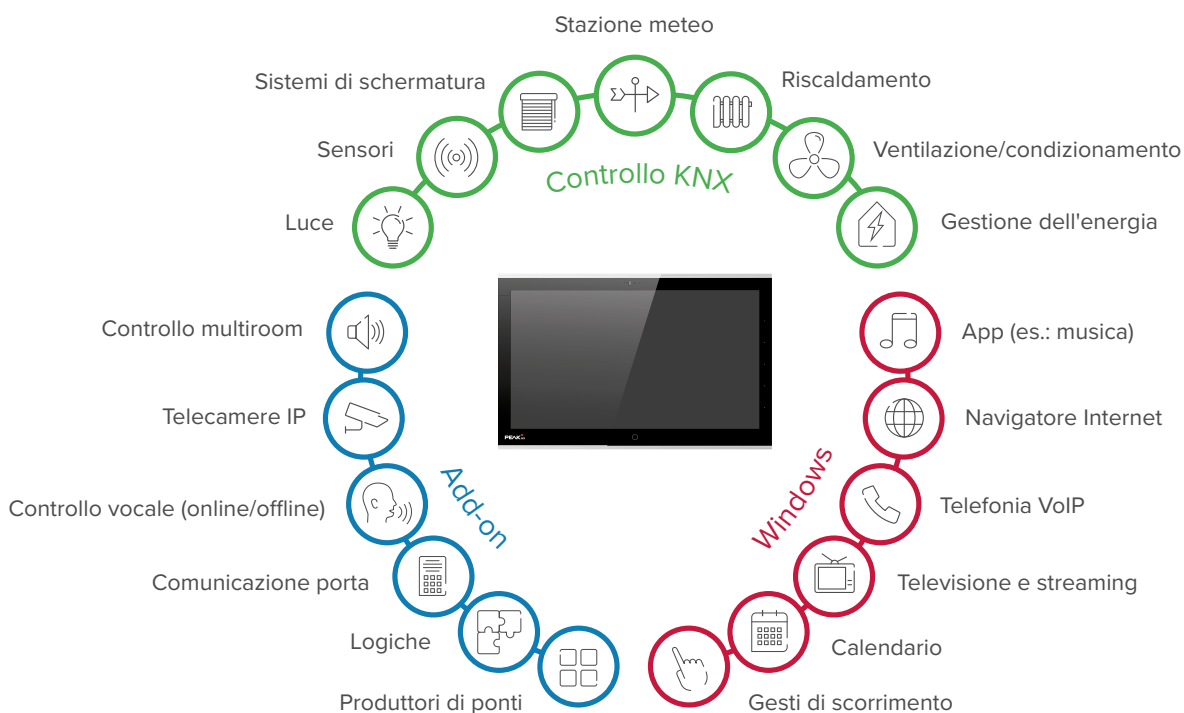 Stazione meteo
Sistemi di schermatura
Riscaldamento
Sensori
Ventilazione/condizionamento
Controllo KNX
Luce
Gestione dell'energia
Controllo multiroom
App (es.: musica)
Telecamere IP
Navigatore Internet
PEAK
Add-on
Windows
Controllo vocale (online/offline)
Telefonia VoIP
Comunicazione porta
Televisione e streaming
Logiche
Calendario
Produttori di ponti
Gesti di scorrimento